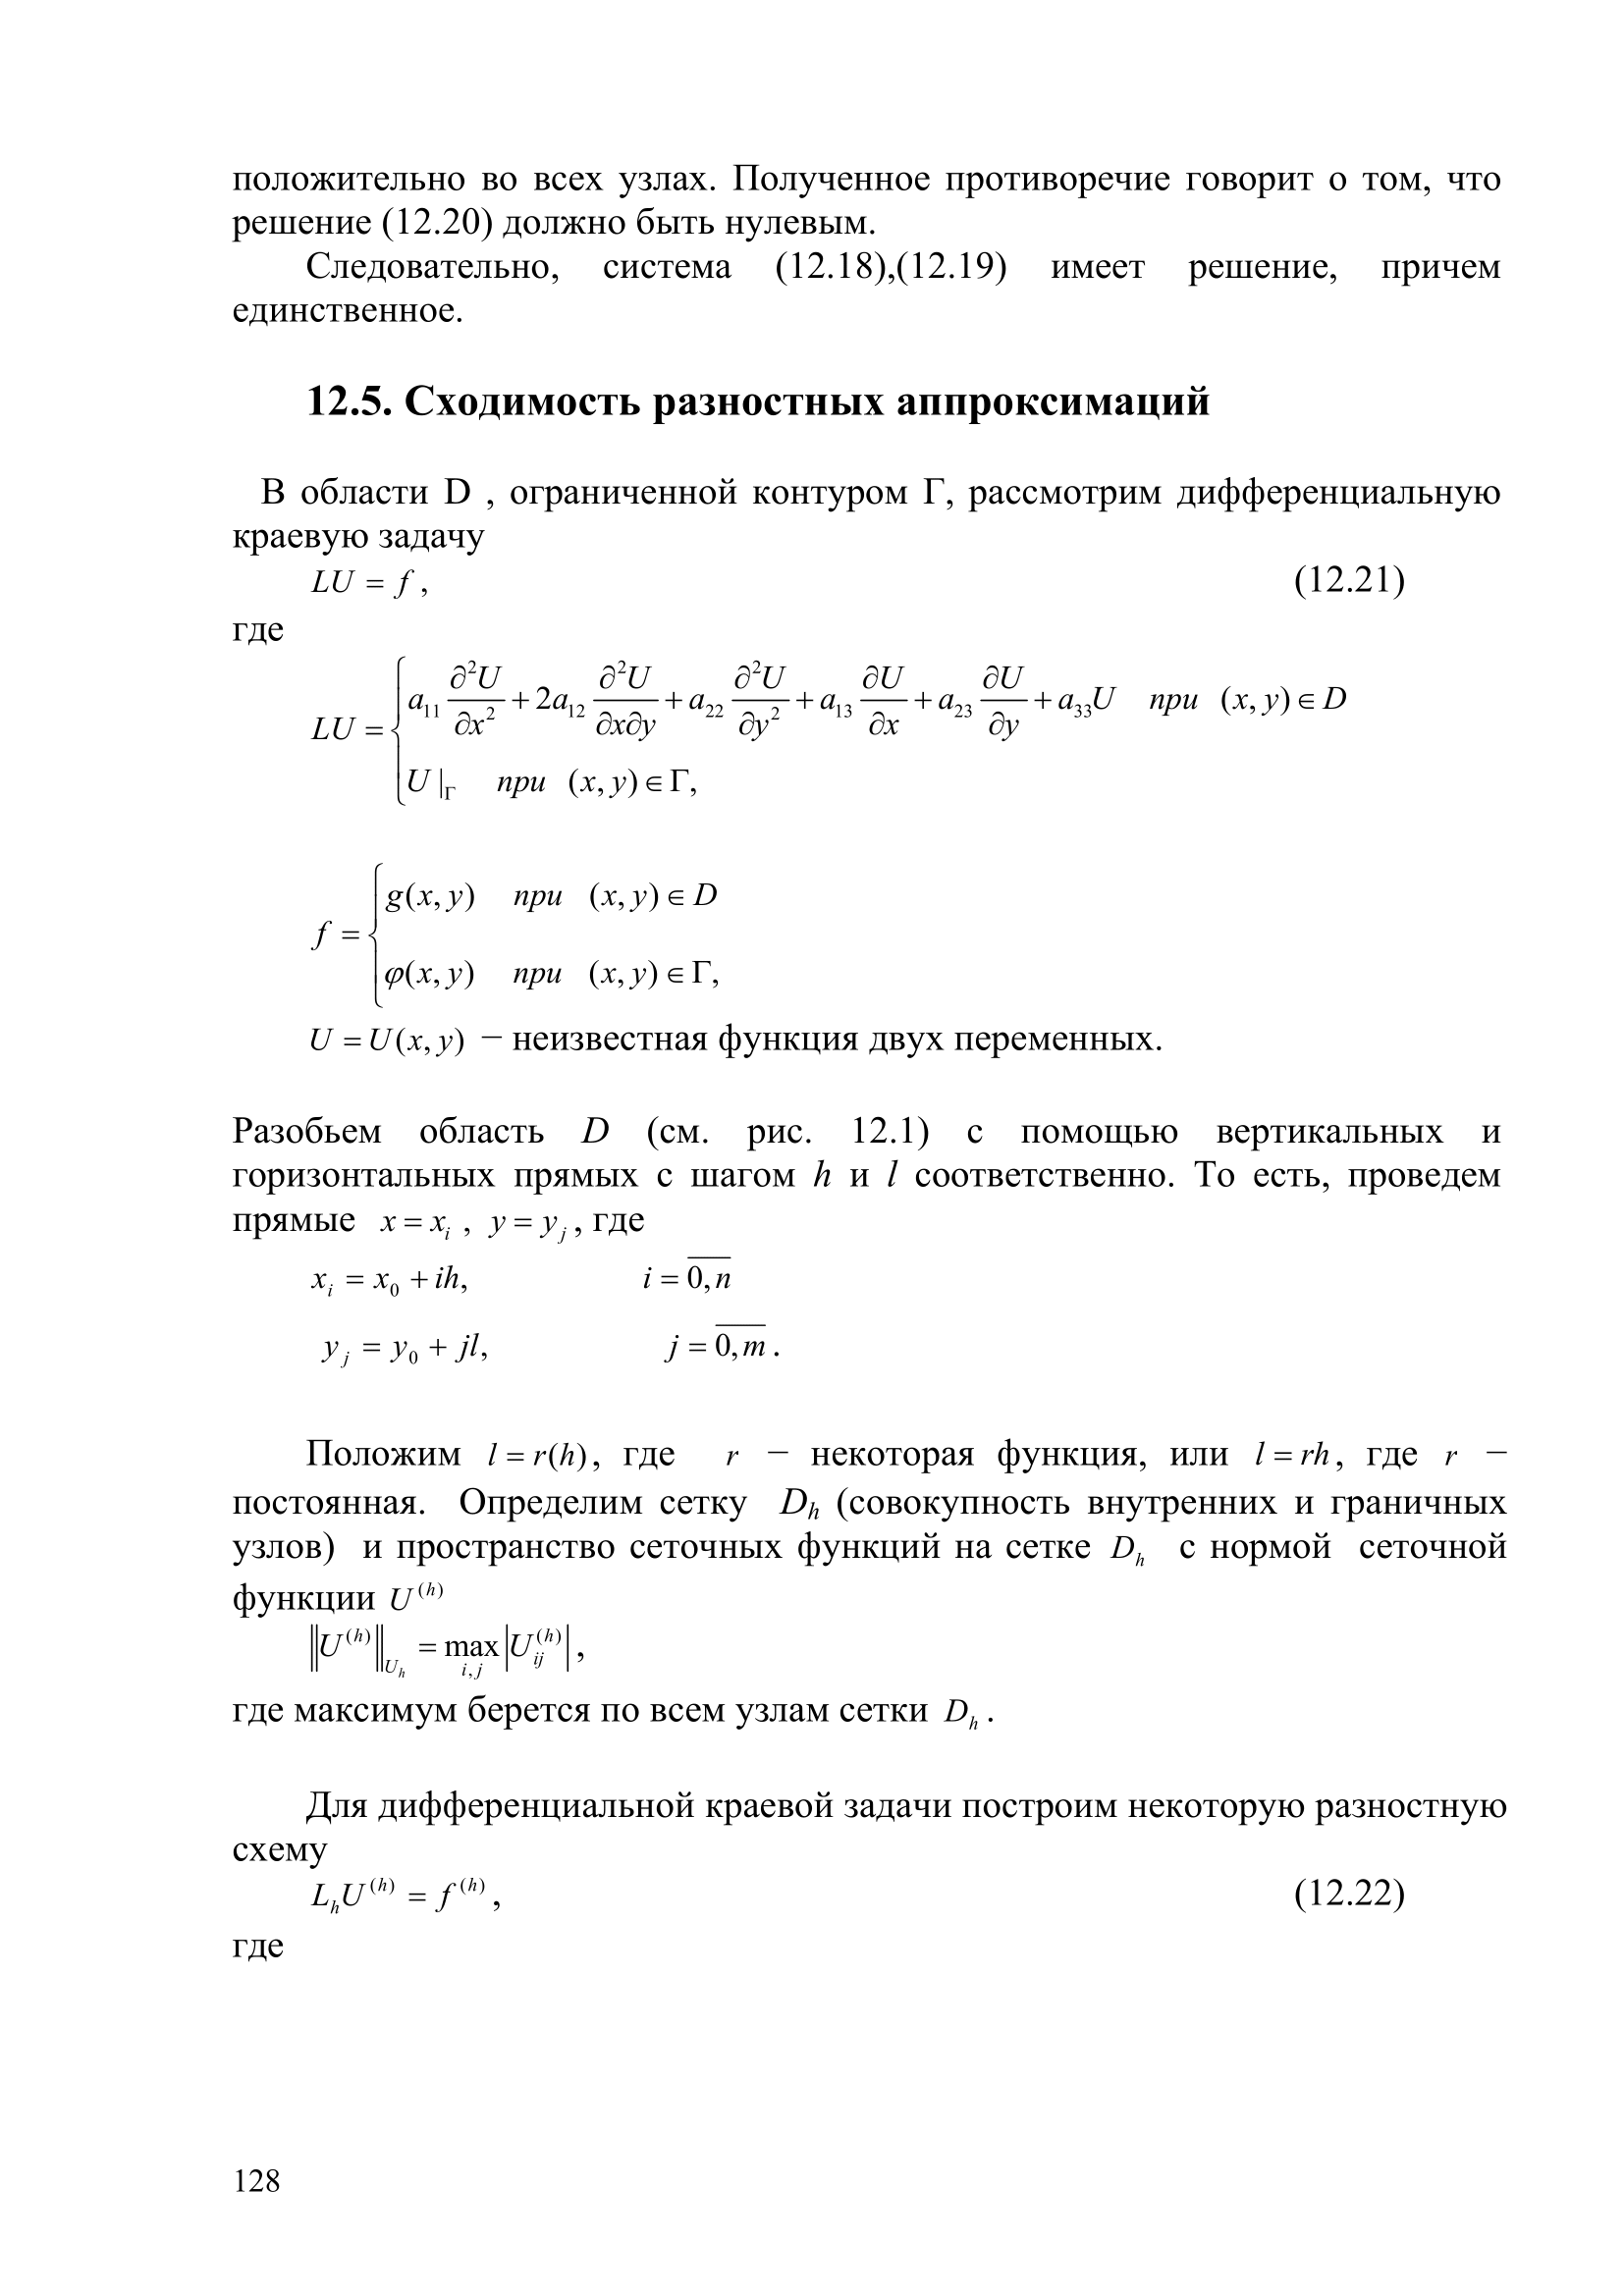 положительно во всех узлах. Полученное противоречие говорит о том, что
решение (12.20) должно быть нулевым.
Следовательно, система (12.18),(12.19) имеет решение, причем
единственное.
12.5. Сходимость разностных аппроксимаций
В области D , ограниченной контуром Г, рассмотрим дифференциальную
краевую задачу
$LU = f$ , (12.21)
где
$LU = \begin{cases} a_{11}\frac{\partial^2 U}{\partial x^2} + 2a_{12}\frac{\partial^2 U}{\partial x \partial y} + a_{22}\frac{\partial^2 U}{\partial y^2} + a_{13}\frac{\partial U}{\partial x} + a_{23}\frac{\partial U}{\partial y} + a_{33}U \quad при \quad (x, y) \in D \\ U|_\Gamma \quad при \quad (x, y) \in \Gamma, \end{cases}$
$f = \begin{cases} g(x, y) \quad при \quad (x, y) \in D \\ \varphi(x, y) \quad при \quad (x, y) \in \Gamma, \end{cases}$
$U = U(x, y)$ − неизвестная функция двух переменных.
Разобьем область D (см. рис. 12.1) с помощью вертикальных и
горизонтальных прямых с шагом h и l соответственно. То есть, проведем
прямые $x = x_i$ , $y = y_j$ , где
$x_i = x_0 + ih, \quad i = \overline{0, n}$
$y_j = y_0 + jl, \quad j = \overline{0, m}$ .
Положим $l = r(h)$, где $r$ − некоторая функция, или $l = rh$, где $r$ −
постоянная. Определим сетку $D_h$ (совокупность внутренних и граничных
узлов) и пространство сеточных функций на сетке $D_h$ с нормой сеточной
функции $U^{(h)}$
$\left\| U^{(h)} \right\|_{U_h} = \max_{i,j} \left| U_{ij}^{(h)} \right|$ ,
где максимум берется по всем узлам сетки $D_h$ .
Для дифференциальной краевой задачи построим некоторую разностную
схему
$L_h U^{(h)} = f^{(h)}$ , (12.22)
где
128